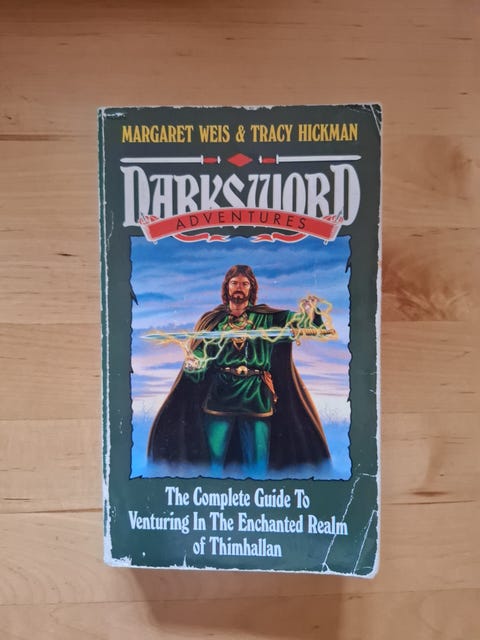 MARGARET WEIS & TRACY HICKMAN
DARKSWORD
ADVENTURES
The Complete Guide To
Venturing In The Enchanted Realm
of Thimhallan